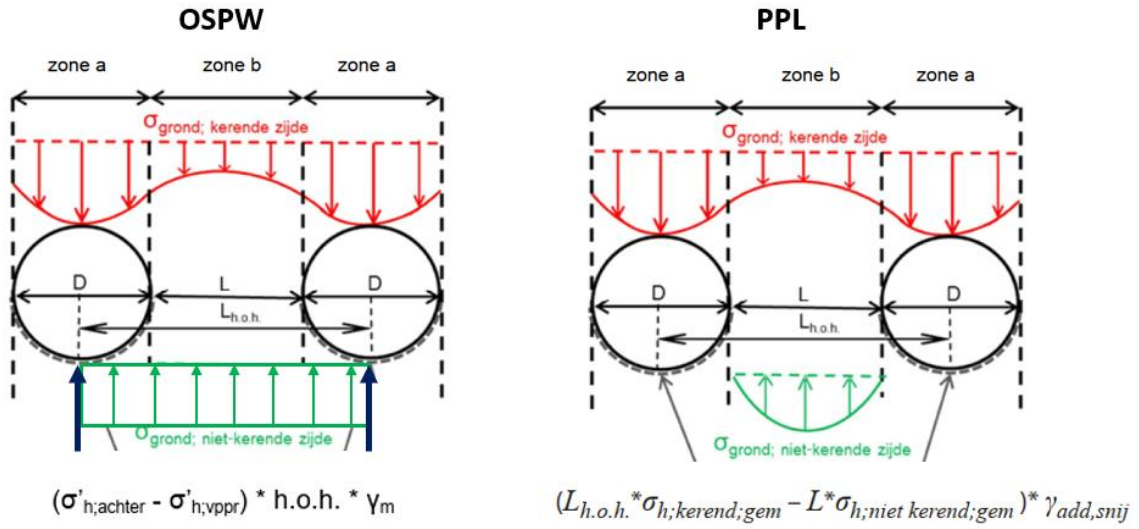 OSPW
zone a zone b zone a
σgrond; kerende zijde
D L D
Lh.o.h.
σgrond; niet-kerende zijde
(σ'h;achter - σ'h;vppr) * h.o.h. * γm
PPL
zone a zone b zone a
σgrond; kerende zijde
D L D
Lh.o.h.
σgrond; niet-kerende zijde
(Lh.o.h.*σh;kerend;gem – L*σh;niet kerend;gem)* γadd,snij